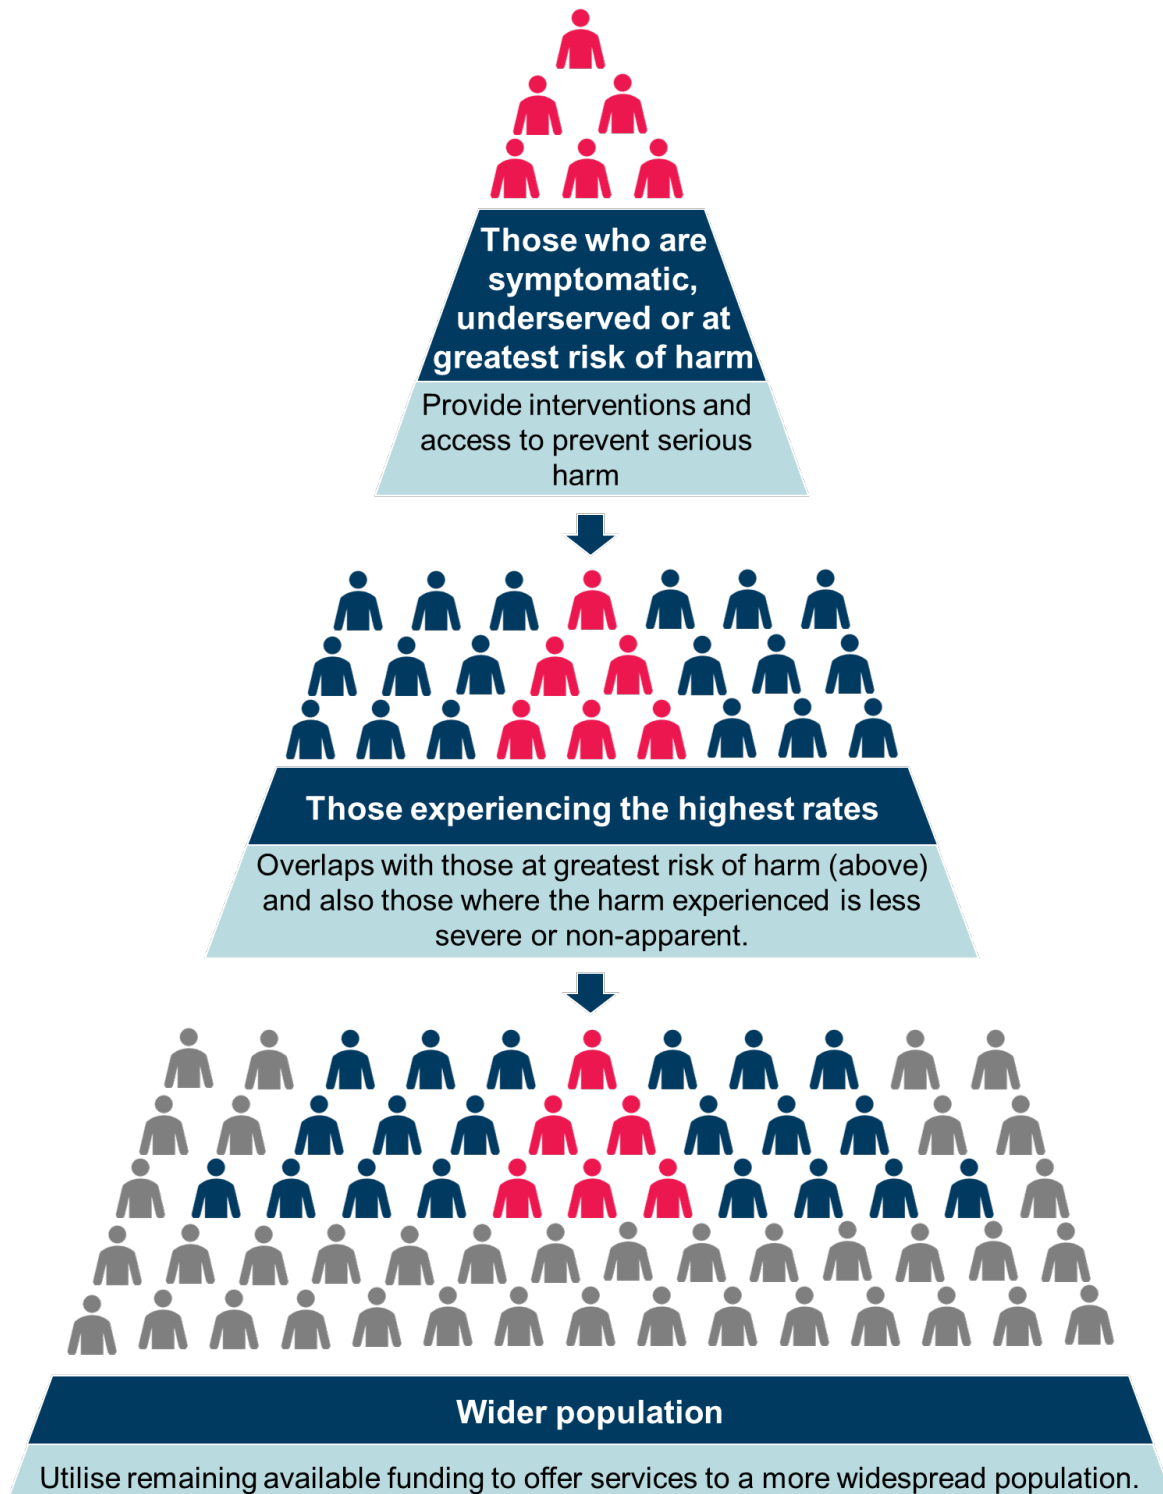 Those who are
symptomatic,
underserved or at
greatest risk of harm
Provide interventions and
access to prevent serious
harm
Those experiencing the highest rates
Overlaps with those at greatest risk of harm (above)
and also those where the harm experienced is less
severe or non-apparent.
Wider population
Utilise remaining available funding to offer services to a more widespread population.